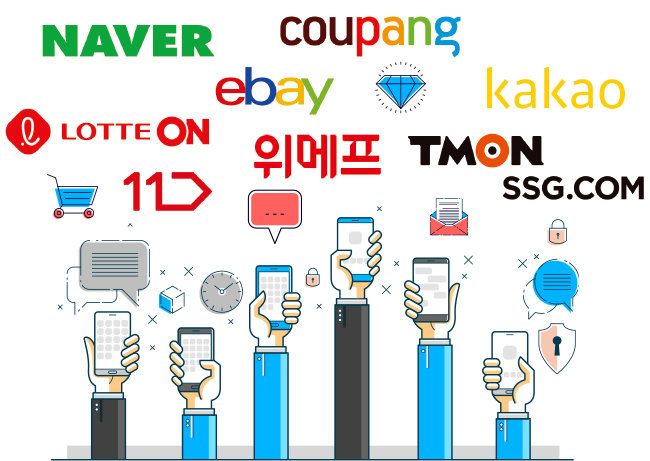 NAVER
coupang
ebay
kakao
LOTTE ON
위메프
TMON
11
SSG.COM